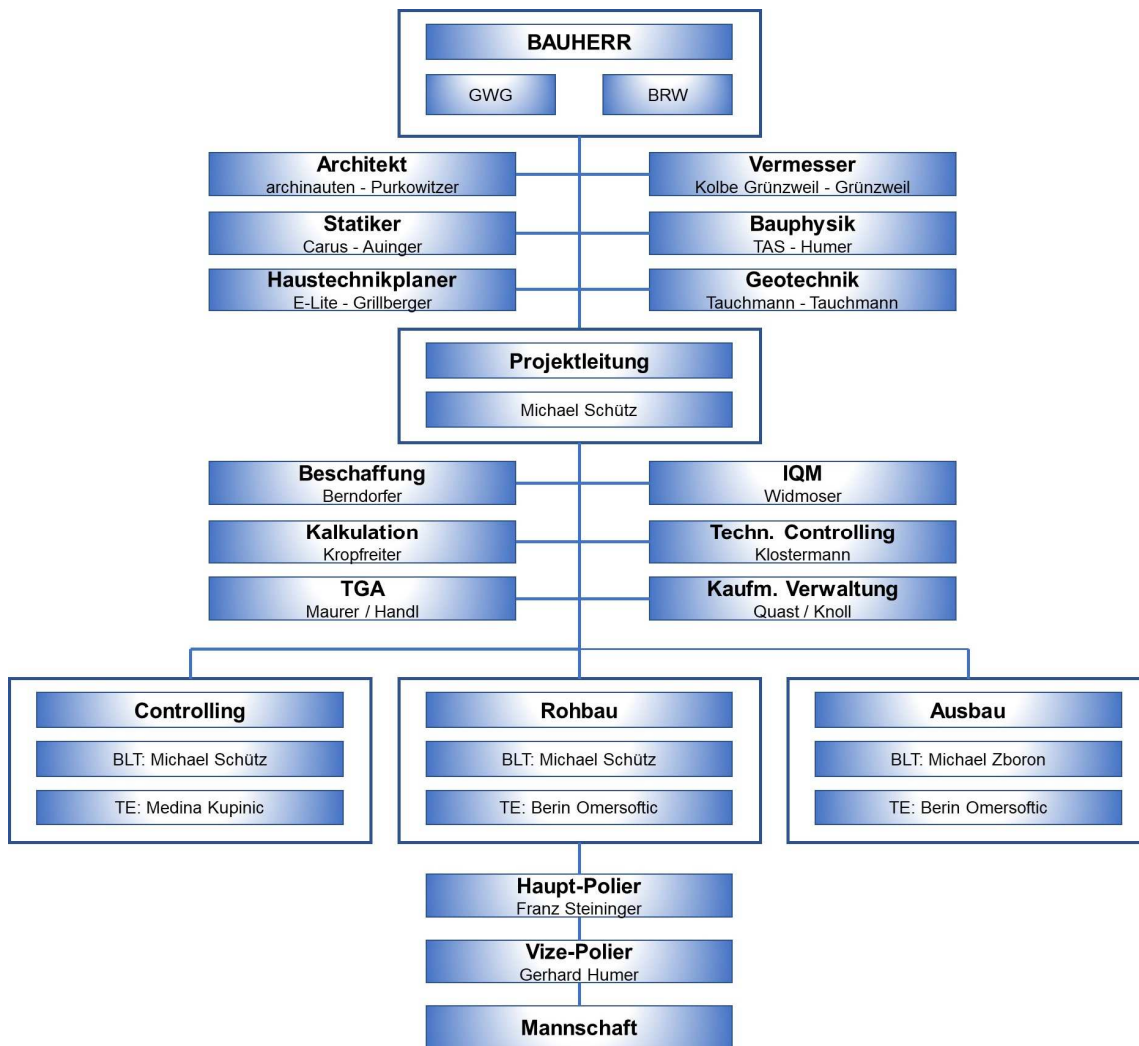 BAUHERR
GWG
BRW
Architekt
archinauten - Purkowitzer
Vermesser
Kolbe Grünzweil - Grünzweil
Statiker
Carus - Auinger
Bauphysik
TAS - Humer
Haustechnikplaner
E-Lite - Grillberger
Geotechnik
Tauchmann - Tauchmann
Projektleitung
Michael Schütz
Beschaffung
Berndorfer
IQM
Widmoser
Kalkulation
Kropfreiter
Techn. Controlling
Klostermann
TGA
Maurer / Handl
Kaufm. Verwaltung
Quast / Knoll
Controlling
BLT: Michael Schütz
TE: Medina Kupinic
Rohbau
BLT: Michael Schütz
TE: Berin Omersoftic
Ausbau
BLT: Michael Zboron
TE: Berin Omersoftic
Haupt-Polier
Franz Steininger
Vize-Polier
Gerhard Humer
Mannschaft